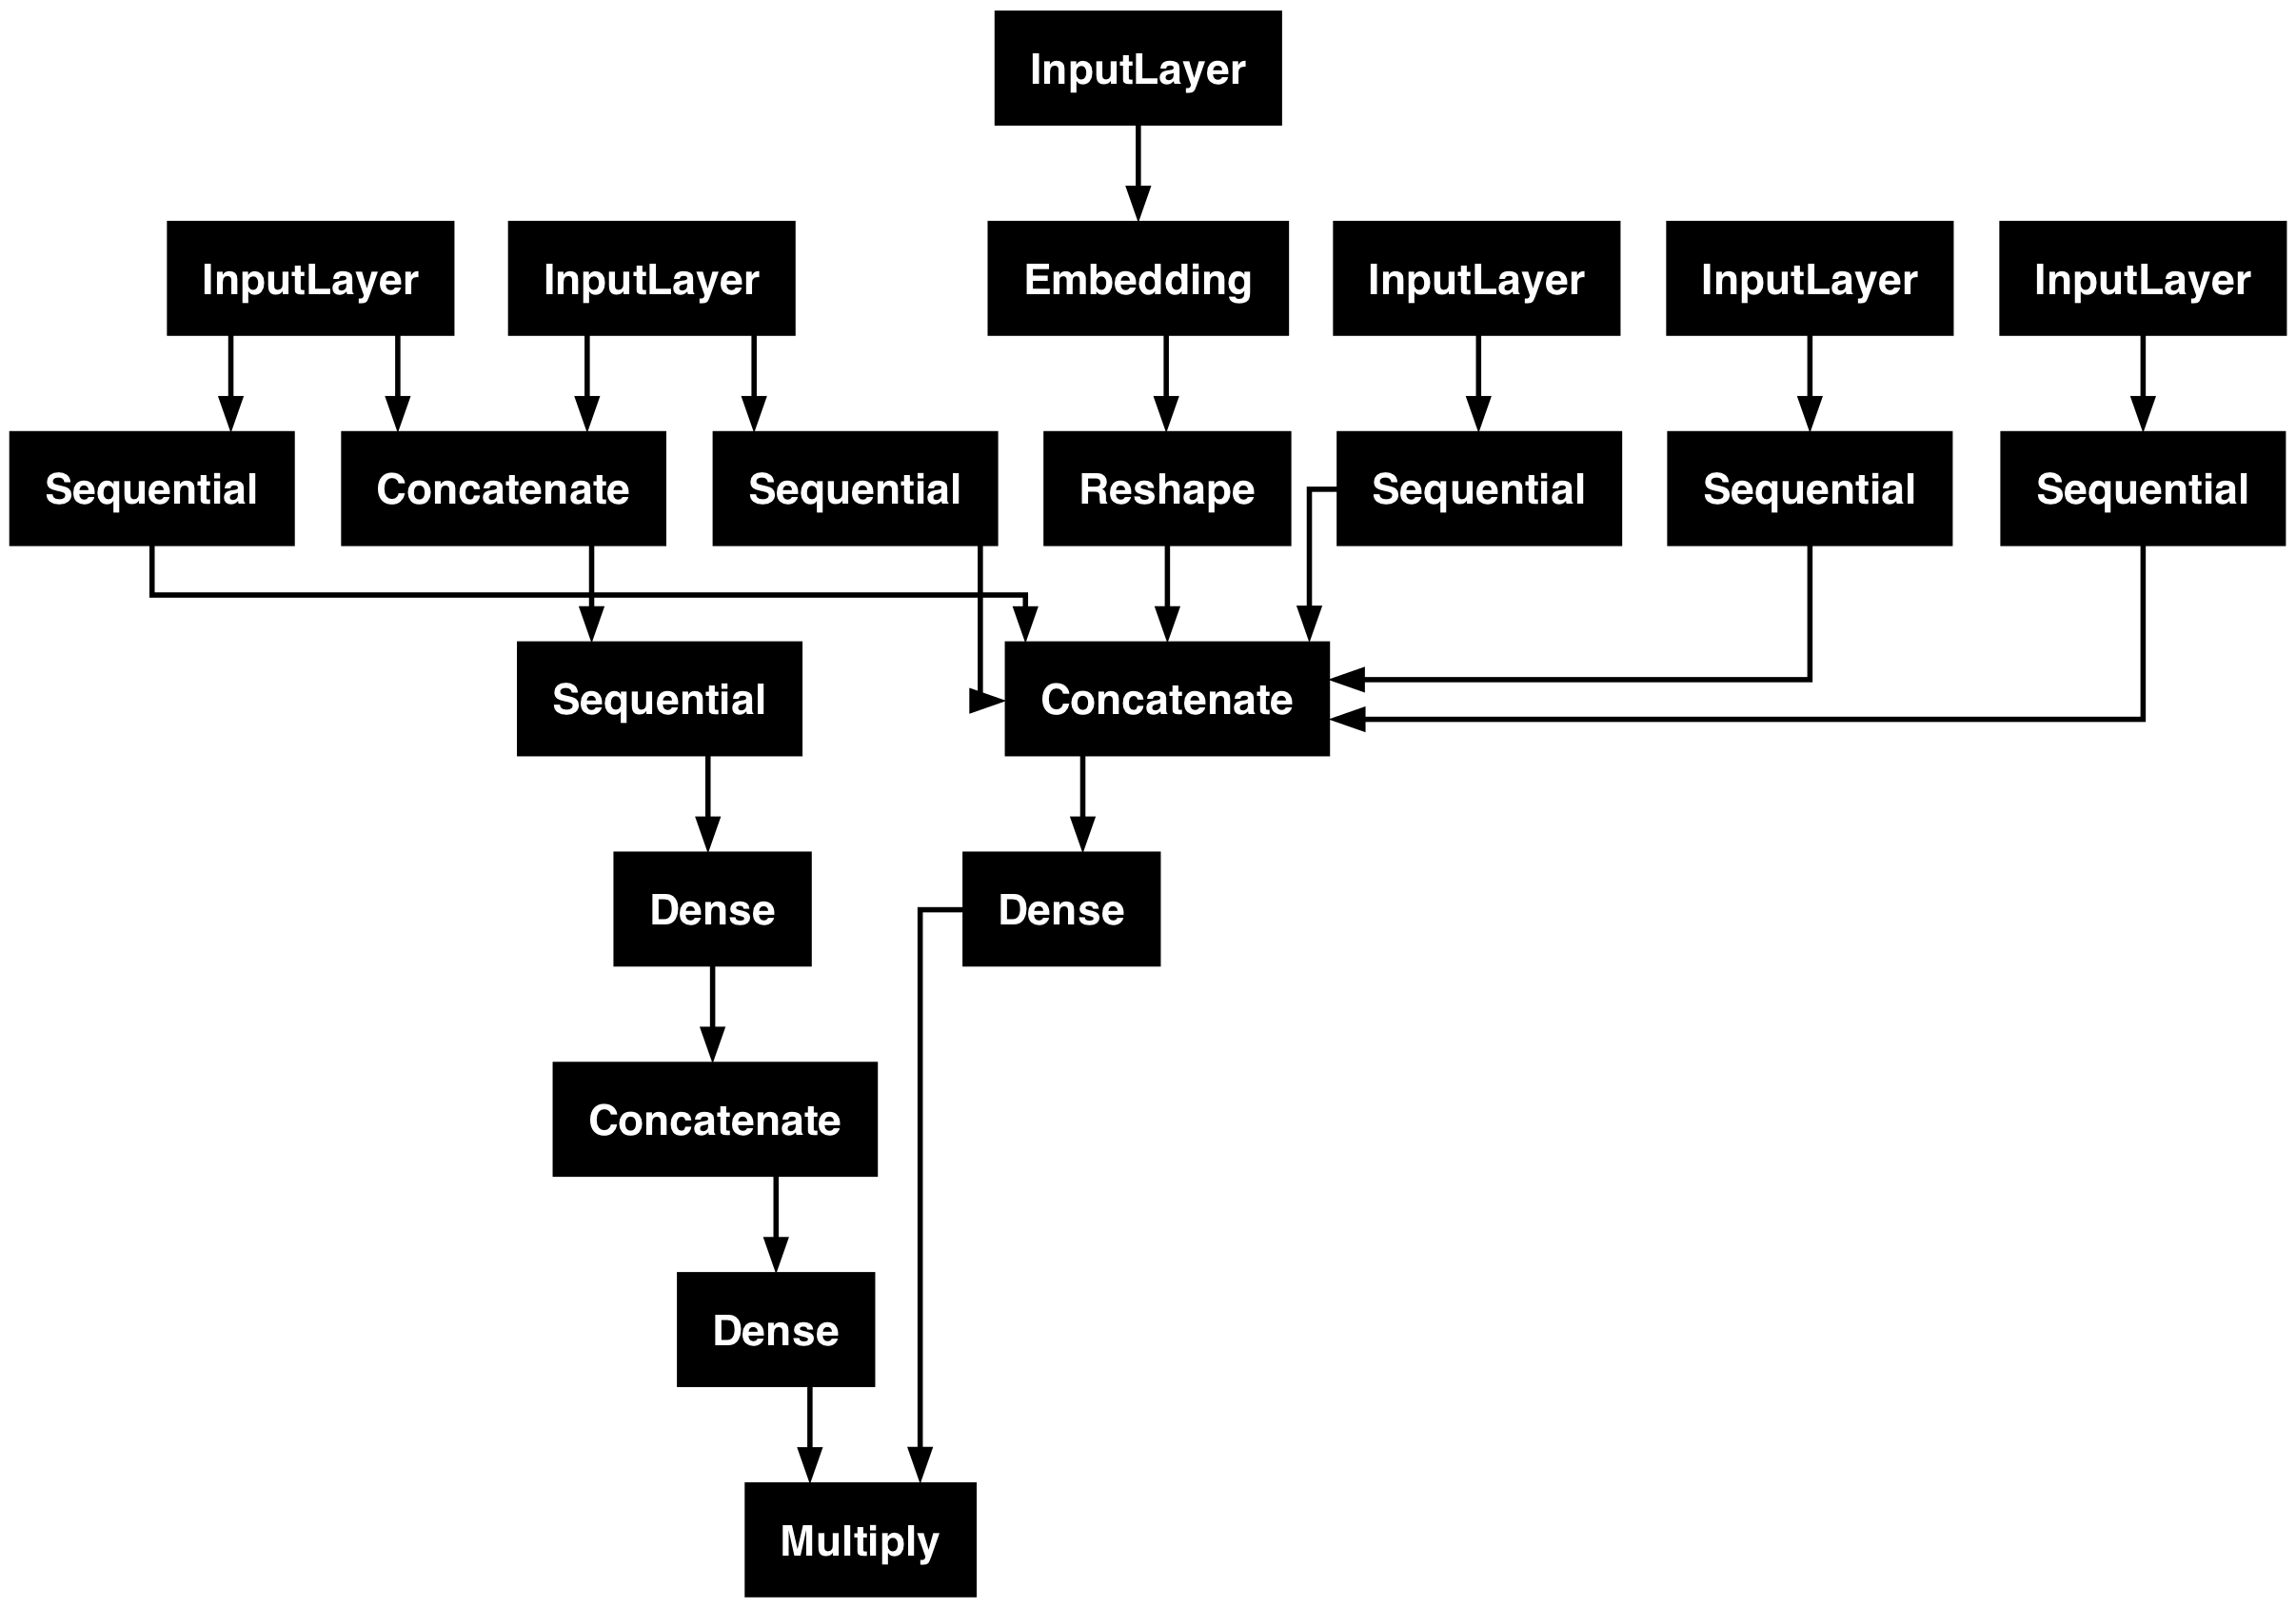 InputLayer
InputLayer
InputLayer
Embedding
InputLayer
InputLayer
InputLayer
Sequential
Concatenate
Sequential
Reshape
Sequential
Sequential
Sequential
Sequential
Concatenate
Dense
Dense
Concatenate
Dense
Multiply